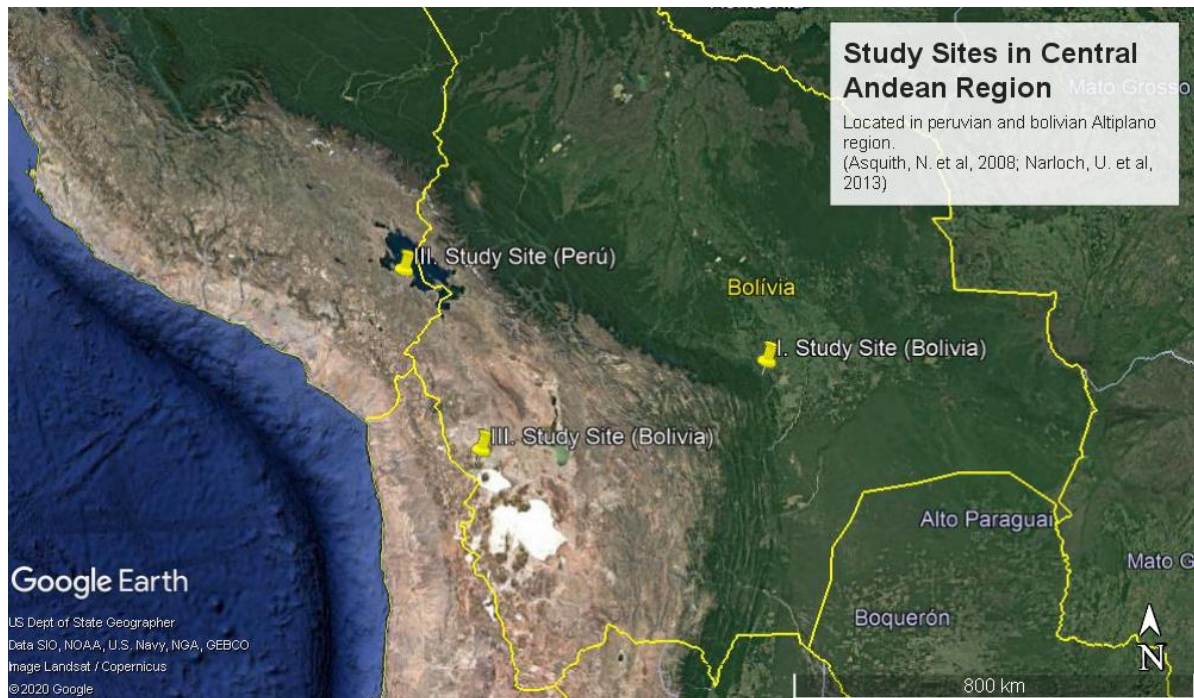 Study Sites in Central
Andean Region
Mato Grosso
Located in peruvian and bolivian Altiplano
region.
(Asquith, N. et al, 2008; Narloch, U. et al,
2013)
III. Study Site (Perú)
Bolívia
I. Study Site (Bolivia)
III. Study Site (Bolivia)
Alto Paraguai
Mato G
Boquerón
Google Earth
US Dept of State Geographer
Data SIO, NOAA, U.S. Navy, NGA, GEBCO
Image Landsat / Copernicus
© 2020 Google
N
800 km